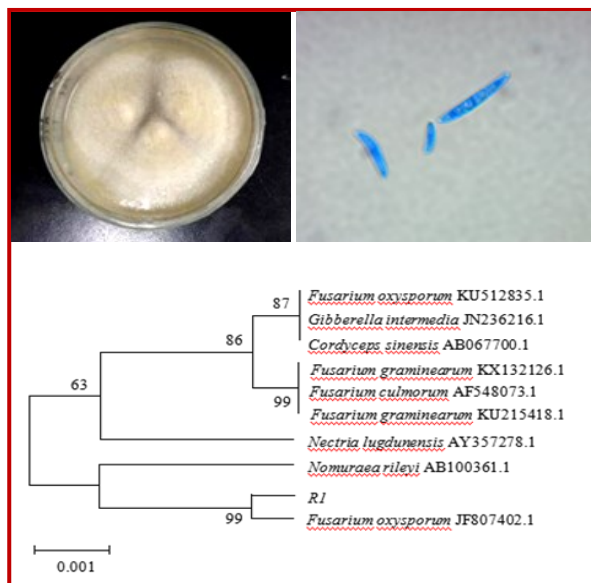 87
Fusarium oxysporum KU512835.1
Gibberella intermedia JN236216.1
86
Cordyceps sinensis AB067700.1
Fusarium graminearum KX132126.1
63
Fusarium culmorum AF548073.1
99
Fusarium graminearum KU215418.1
Nectria lugdunensis AY357278.1
Nomuraea rileyi AB100361.1
R1
99
Fusarium oxysporum JF807402.1
0.001